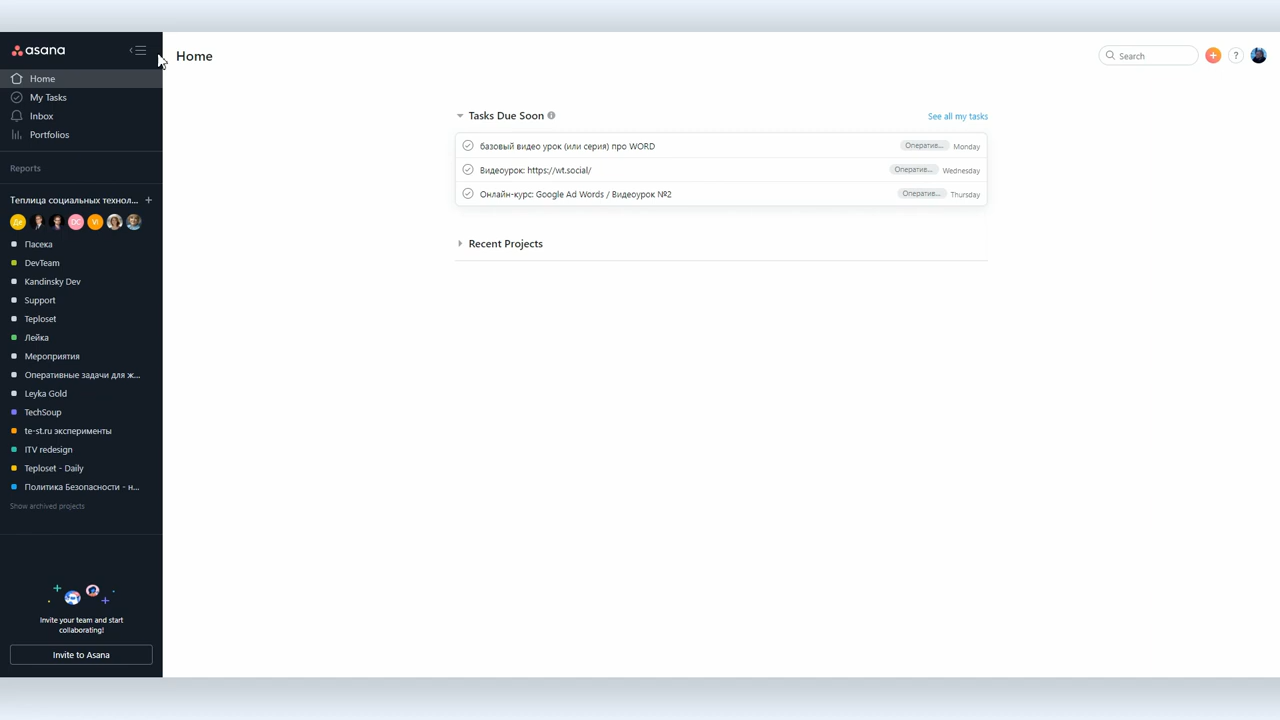 asana
Home
My Tasks
Inbox
Portfolios
Reports
Теплица социальных технол...
Де
DC
VI
Пасека
DevTeam
Kandinsky Dev
Support
Teploset
Лейка
Мероприятия
Оперативные задачи для ж...
Leyka Gold
TechSoup
te-st.ru эксперименты
ITV redesign
Teploset - Daily
Политика Безопасности - н...
Show archived projects
Invite your team and start
collaborating!
Invite to Asana
Home
Search
Tasks Due Soon
See all my tasks
базовый видео урок (или серия) про WORD Оператив... Monday
Видеоурок: https://wt.social/ Оператив... Wednesday
Онлайн-курс: Google Ad Words / Видеоурок №2 Оператив... Thursday
Recent Projects